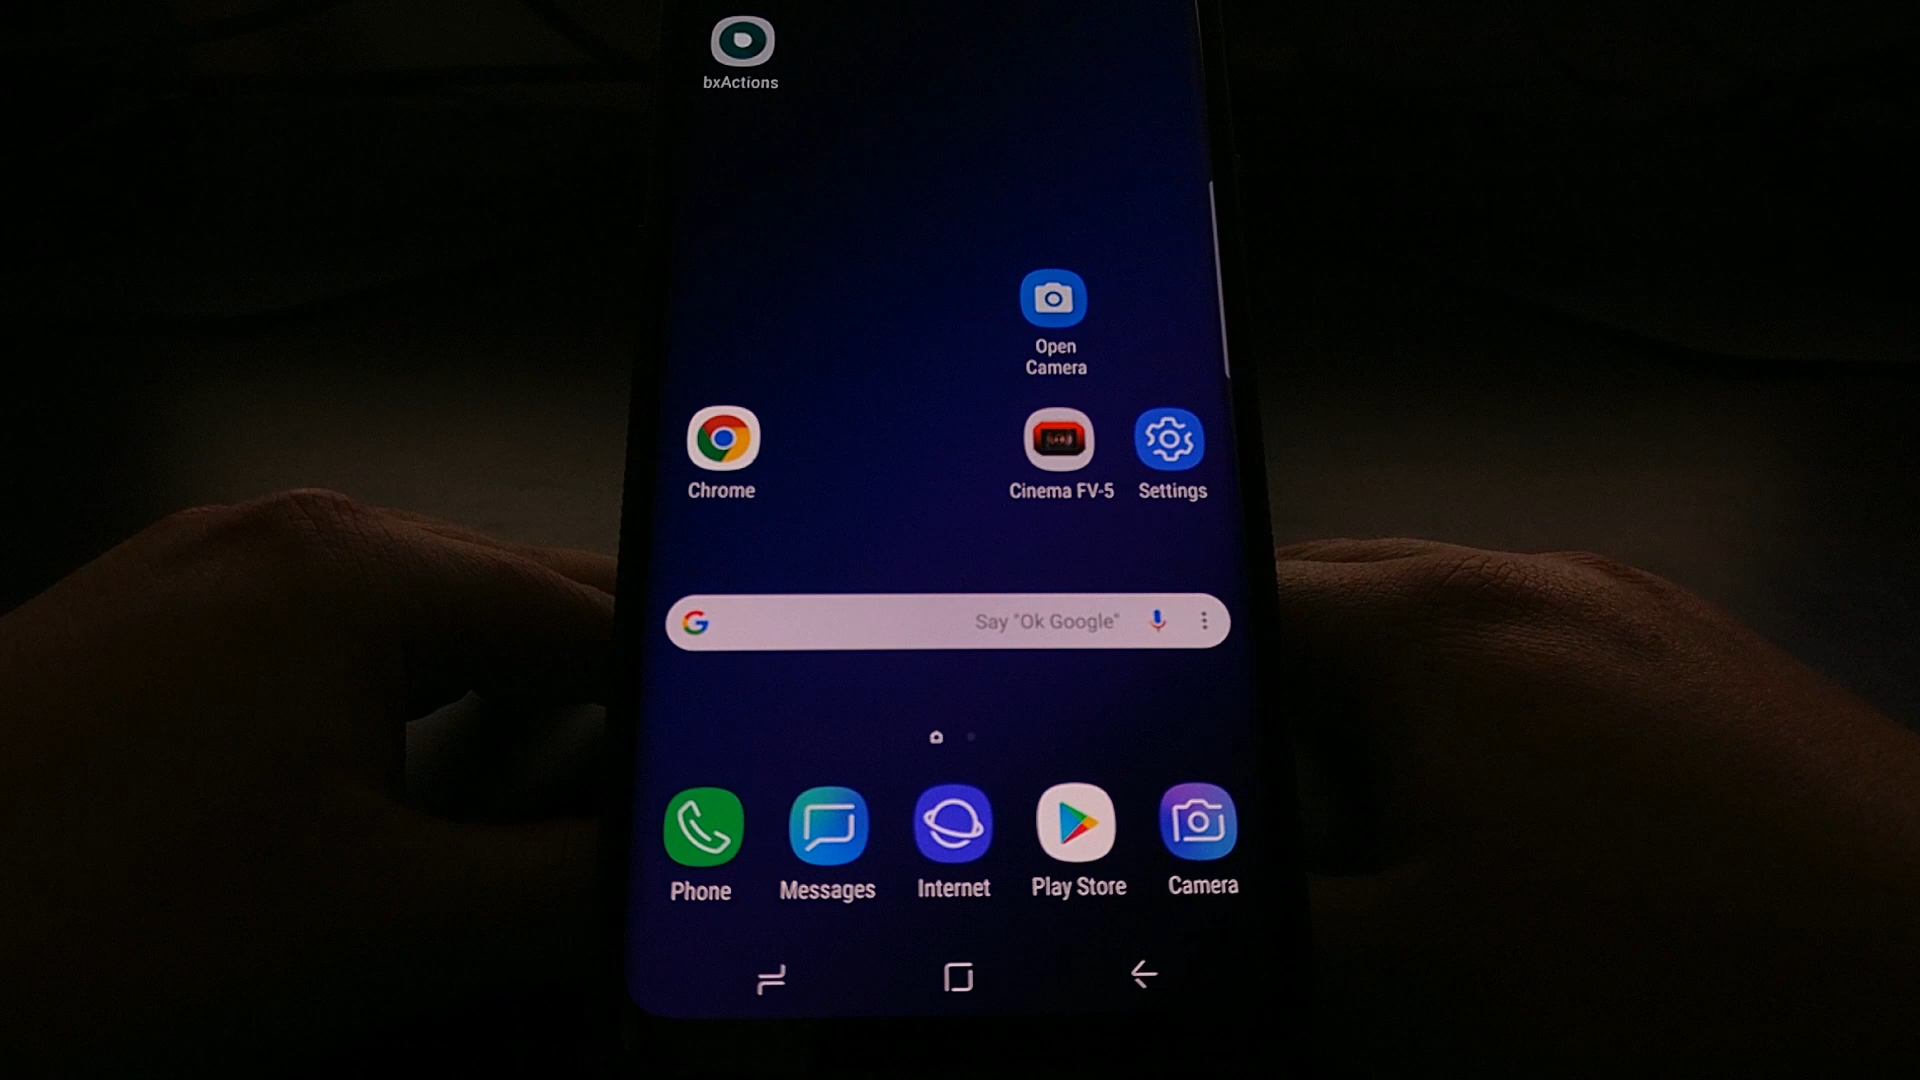 bxActions
Open
Camera
Chrome
Cinema FV-5
Settings
G
Say "Ok Google"
Phone
Messages
Internet
Play Store
Camera